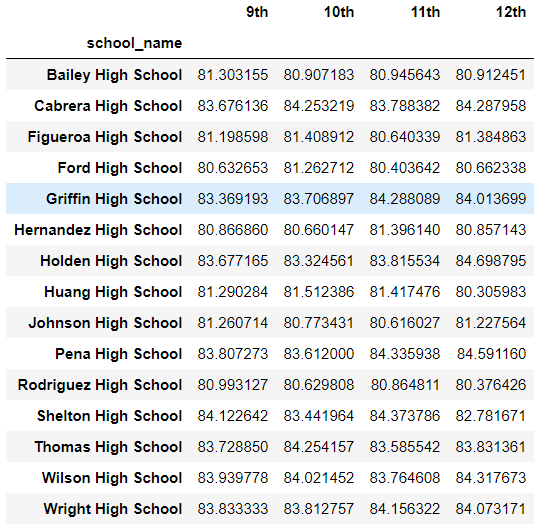 9th 10th 11th 12th
school_name
Bailey High School 81.303155 80.907183 80.945643 80.912451
Cabrera High School 83.676136 84.253219 83.788382 84.287958
Figueroa High School 81.198598 81.408912 80.640339 81.384863
Ford High School 80.632653 81.262712 80.403642 80.662338
Griffin High School 83.369193 83.706897 84.288089 84.013699
Hernandez High School 80.866860 80.660147 81.396140 80.857143
Holden High School 83.677165 83.324561 83.815534 84.698795
Huang High School 81.290284 81.512386 81.417476 80.305983
Johnson High School 81.260714 80.773431 80.616027 81.227564
Pena High School 83.807273 83.612000 84.335938 84.591160
Rodriguez High School 80.993127 80.629808 80.864811 80.376426
Shelton High School 84.122642 83.441964 84.373786 82.781671
Thomas High School 83.728850 84.254157 83.585542 83.831361
Wilson High School 83.939778 84.021452 83.764608 84.317673
Wright High School 83.833333 83.812757 84.156322 84.073171